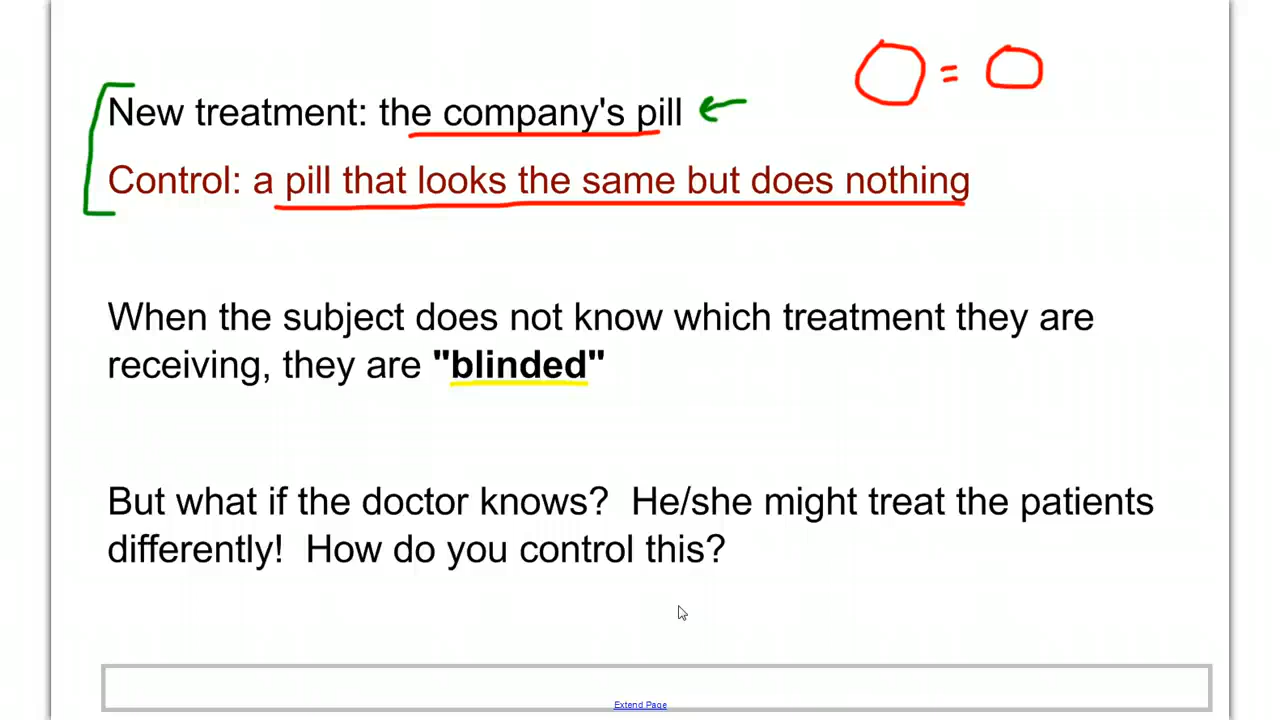 New treatment: the company's pill
=
Control: a pill that looks the same but does nothing
When the subject does not know which treatment they are
receiving, they are "blinded"
But what if the doctor knows?  He/she might treat the patients
differently!  How do you control this?
Extend Page